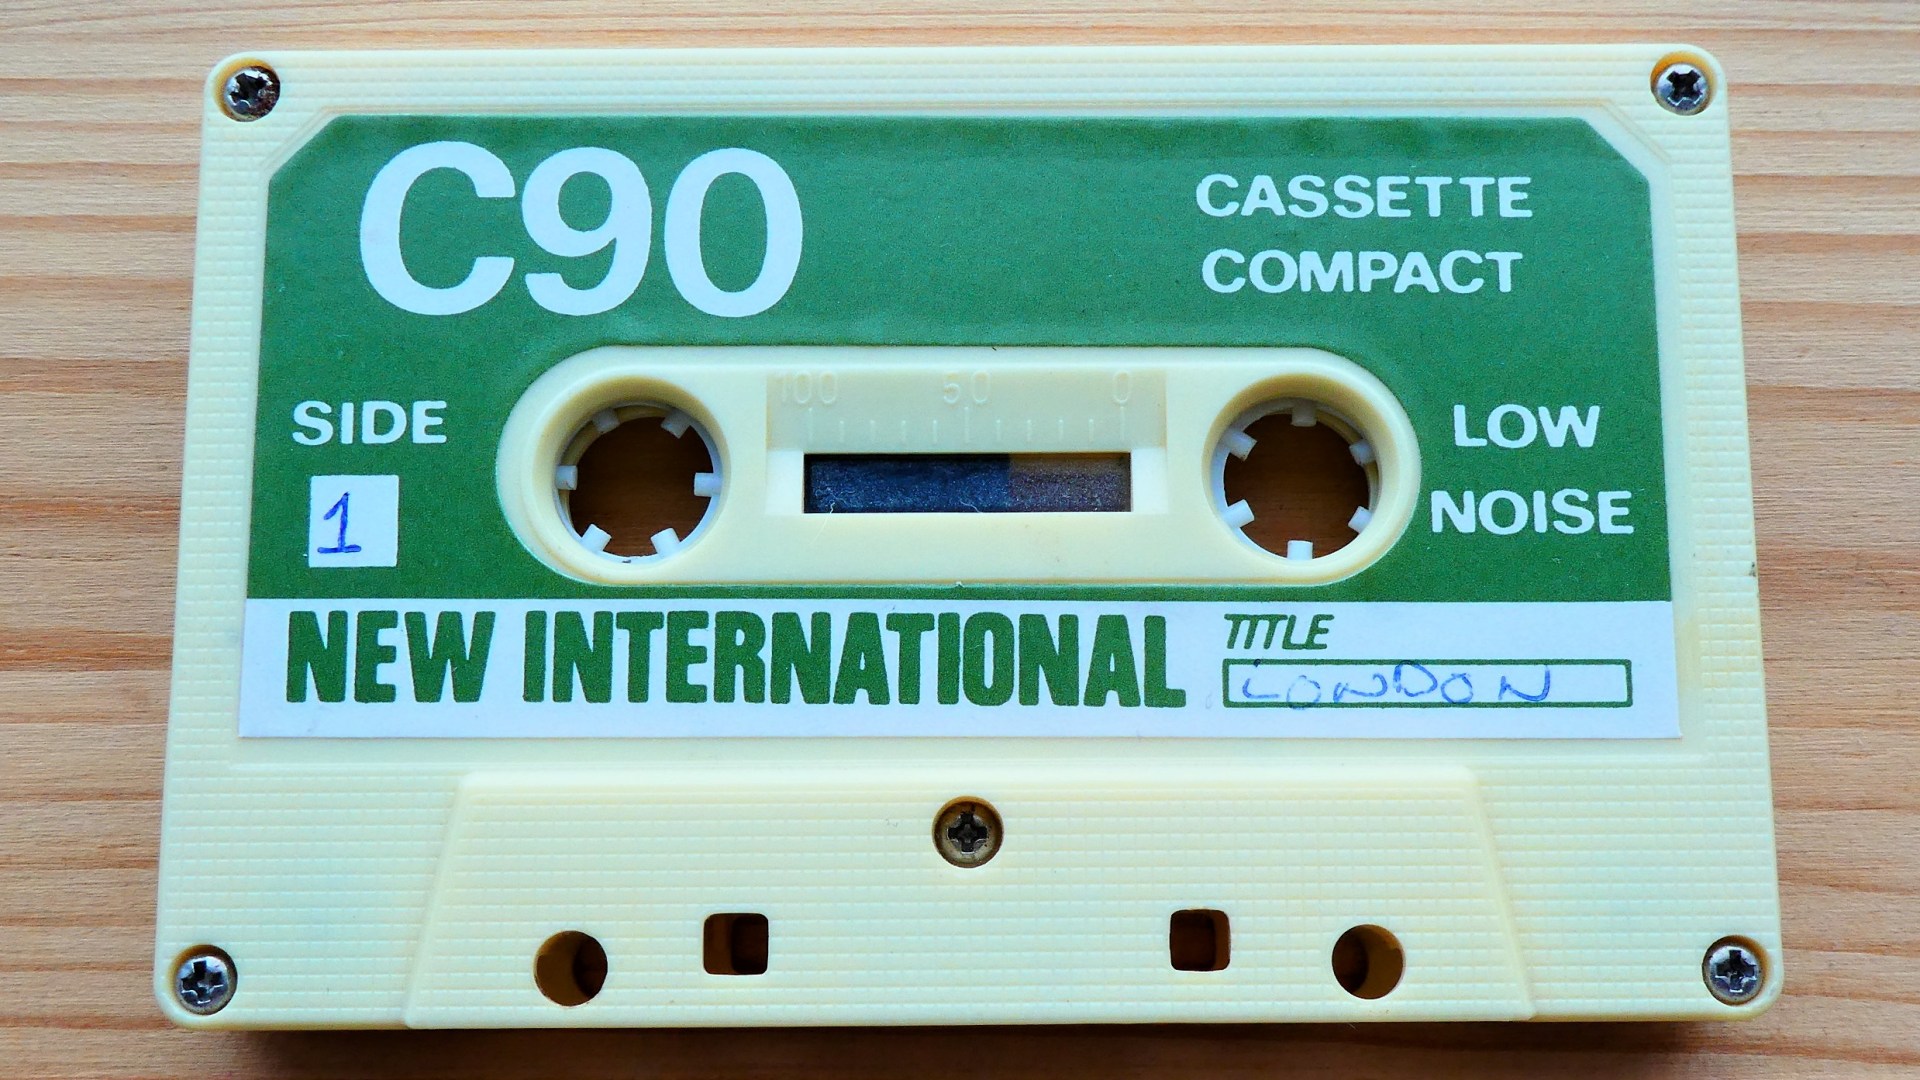 C90
CASSETTE
COMPACT
100 50 0
SIDE
1
LOW
NOISE
NEW INTERNATIONAL
TITLE
LONDON